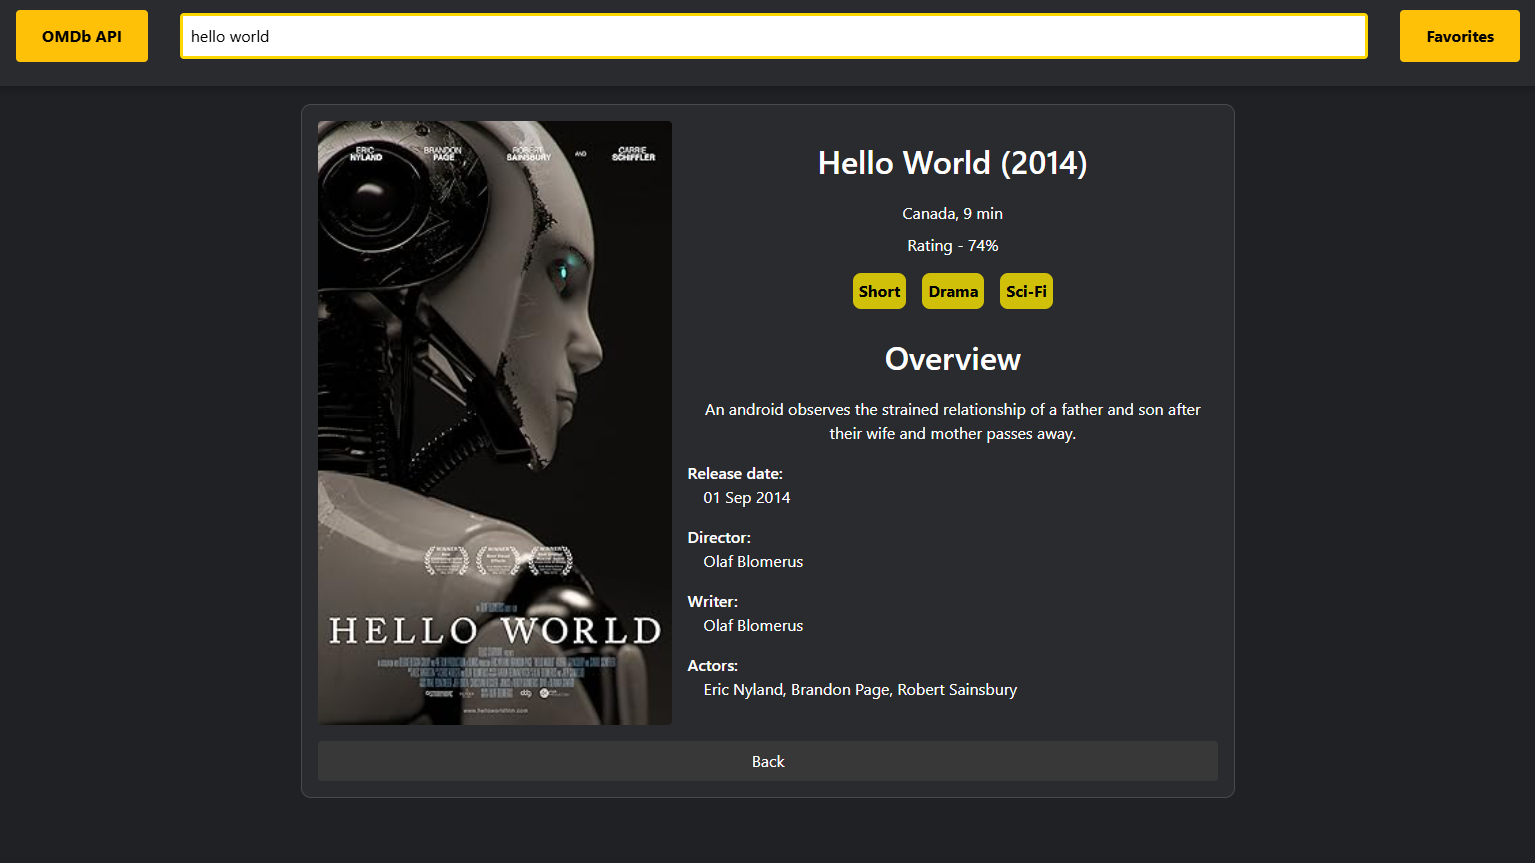 OMDb API
hello world
Favorites
ERIC NYLAND
BRANDON PAGE
ROBERT SAINSBURY
AND
CARRIE SCHIFFLER
WINNER
WINNER
WINNER
HELLO WORLD
www.helloworldfilm.com
Hello World (2014)
Canada, 9 min
Rating - 74%
Short
Drama
Sci-Fi
Overview
An android observes the strained relationship of a father and son after
their wife and mother passes away.
Release date:
01 Sep 2014
Director:
Olaf Blomerus
Writer:
Olaf Blomerus
Actors:
Eric Nyland, Brandon Page, Robert Sainsbury
Back